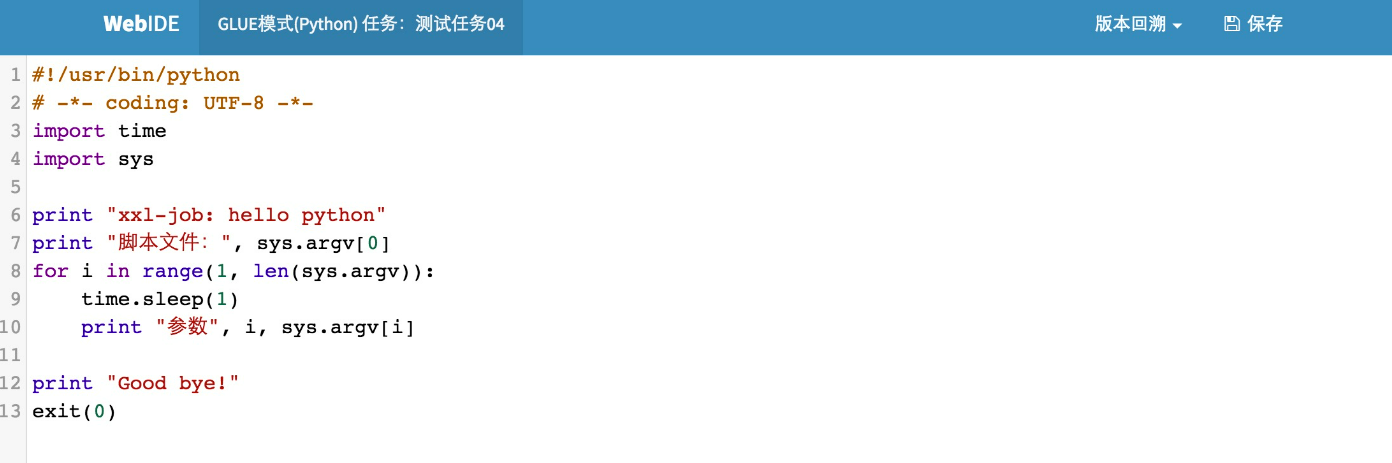 WebIDE GLUE模式(Python) 任务：测试任务04 版本回溯 保存
1 #!/usr/bin/python
2 # -*- coding: UTF-8 -*-
3 import time
4 import sys
5
6 print "xxl-job: hello python"
7 print "脚本文件：", sys.argv[0]
8 for i in range(1, len(sys.argv)):
9     time.sleep(1)
10     print "参数", i, sys.argv[i]
11
12 print "Good bye!"
13 exit(0)